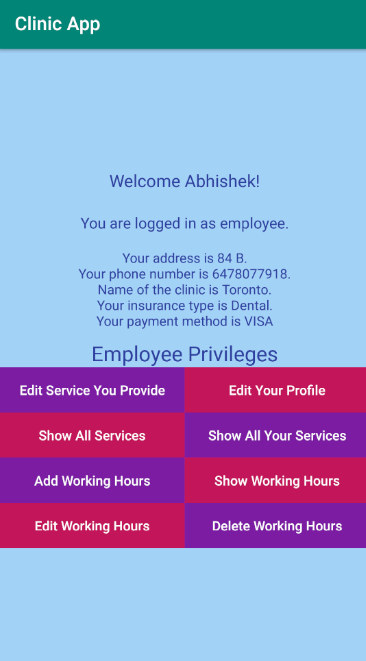 Clinic App
Welcome Abhishek!
You are logged in as employee.
Your address is 84 B.
Your phone number is 6478077918.
Name of the clinic is Toronto.
Your insurance type is Dental.
Your payment method is VISA
Employee Privileges
Edit Service You Provide
Edit Your Profile
Show All Services
Show All Your Services
Add Working Hours
Show Working Hours
Edit Working Hours
Delete Working Hours